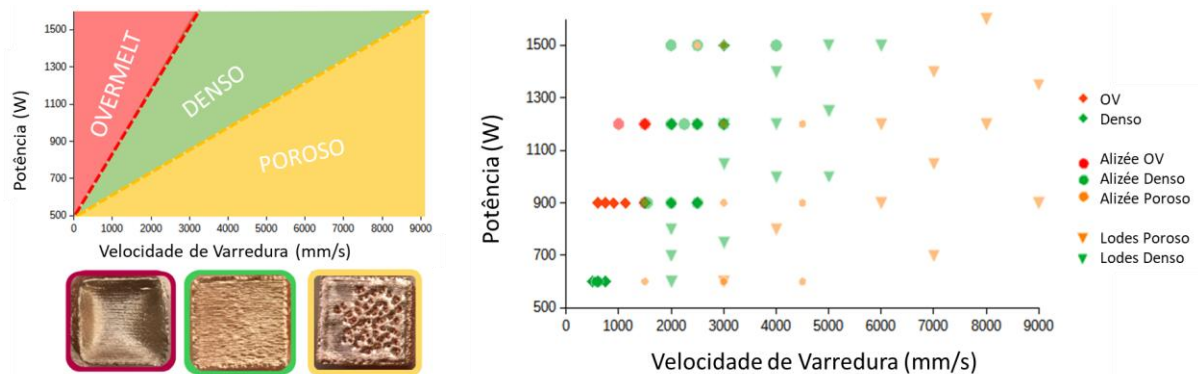 1500
1300
1100
900
700
500
Potência (W)
OVERMELT
DENSO
POROSO
0 1000 2000 3000 4000 5000 6000 7000 8000 9000
Velocidade de Varredura (mm/s)
1500
1300
1100
900
700
500
Potência (W)
0 1000 2000 3000 4000 5000 6000 7000 8000 9000
Velocidade de Varredura (mm/s)
OV
Denso
Alizée OV
Alizée Denso
Alizée Poroso
Lodes Poroso
Lodes Denso